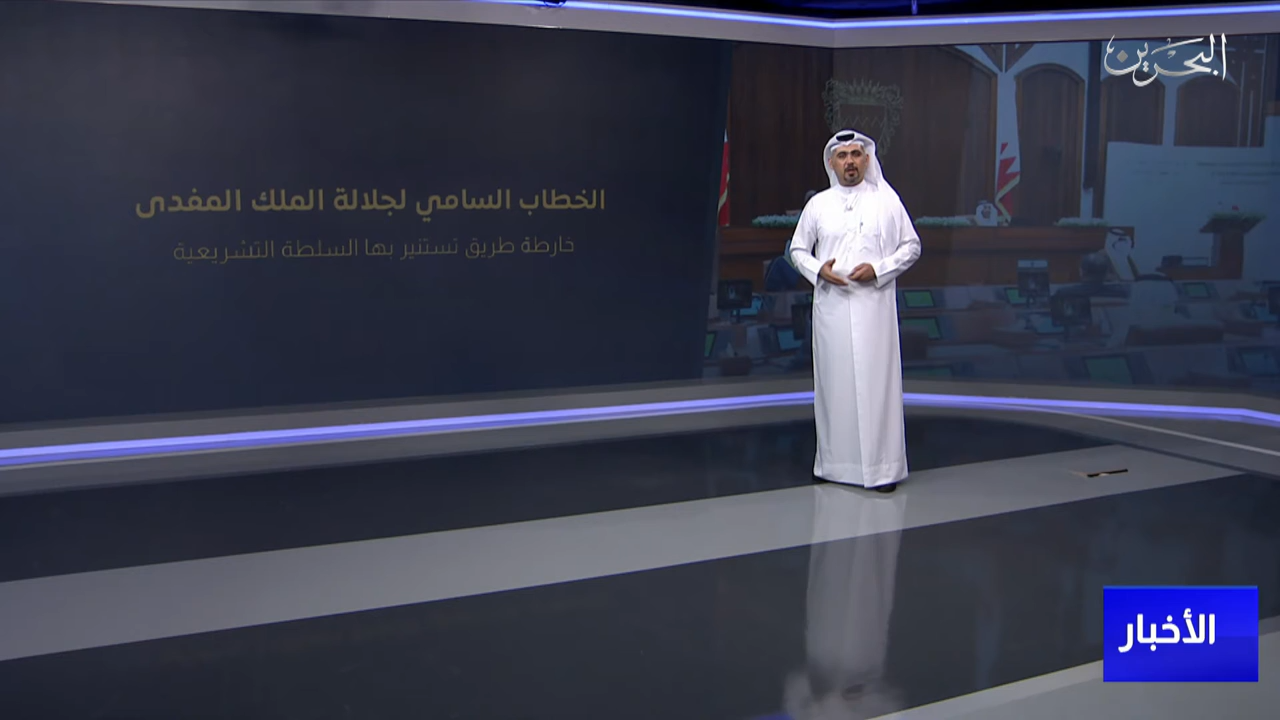 البحرين
الخطاب السامي لجلالة الملك المفدى
خارطة طريق تستنير بها السلطة التشريعية
الأخبار